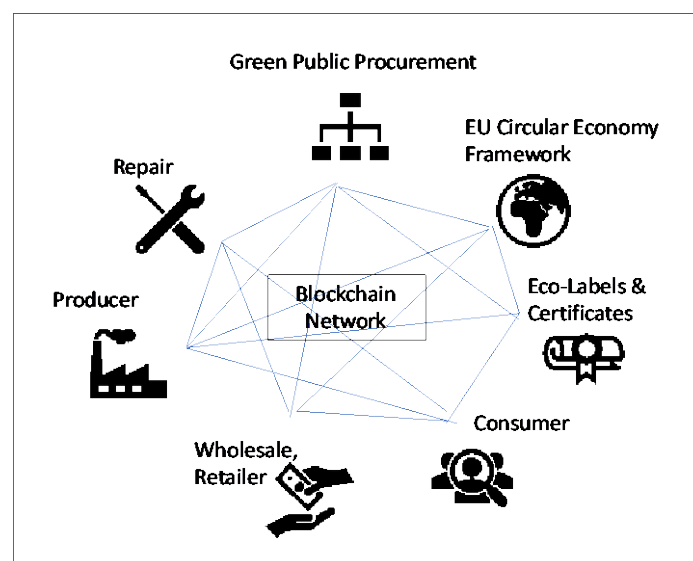 Green Public Procurement
EU Circular Economy
Framework
Repair
Producer
Blockchain
Network
Eco-Labels &
Certificates
Consumer
Wholesale,
Retailer